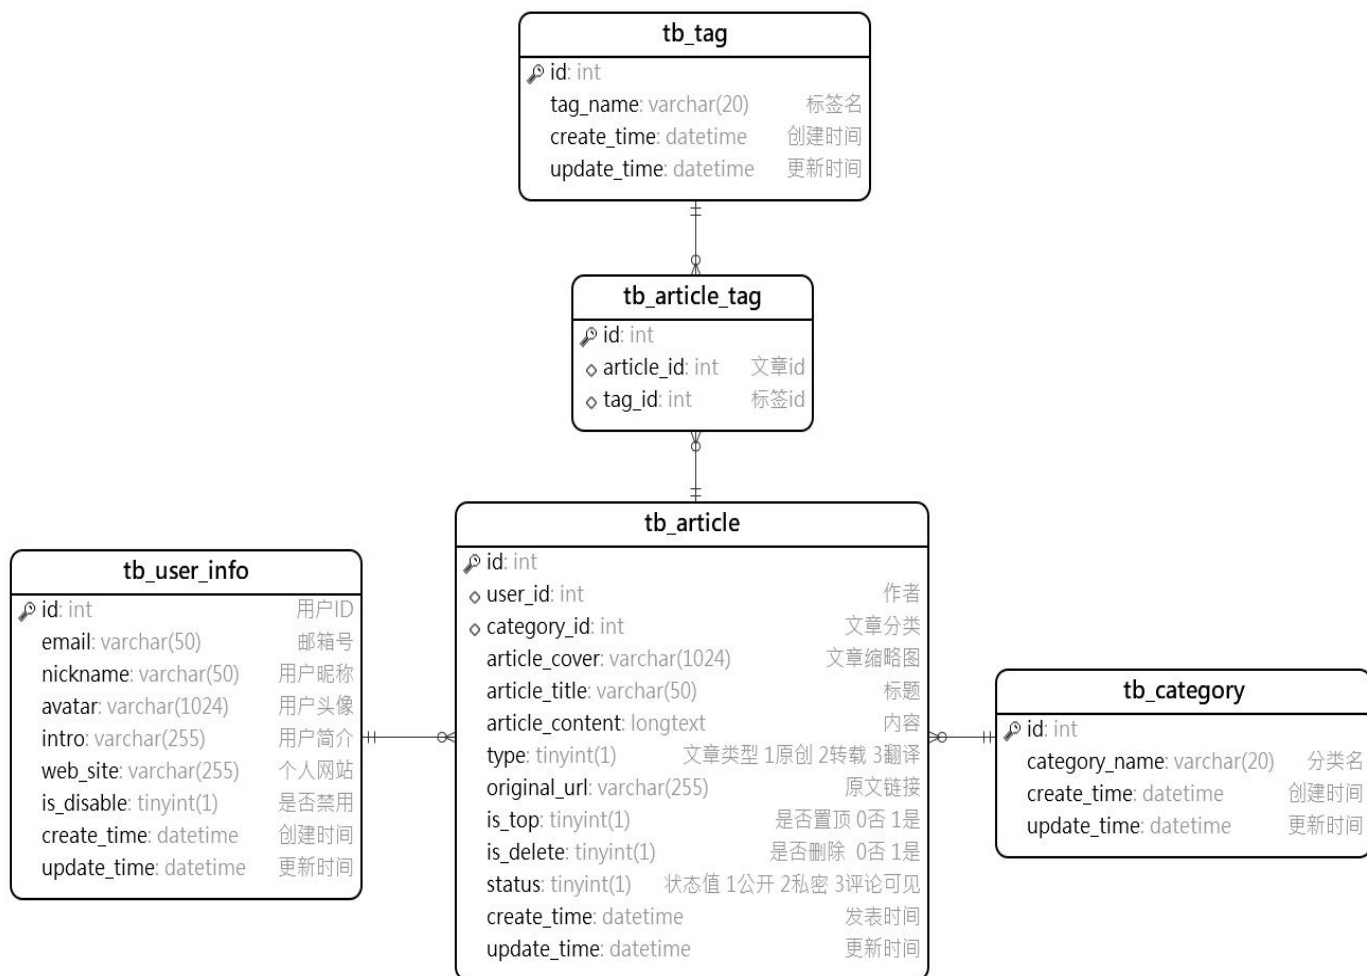 tb_tag
id: int
tag_name: varchar(20) 标签名
create_time: datetime 创建时间
update_time: datetime 更新时间
tb_article_tag
id: int
article_id: int 文章id
tag_id: int 标签id
tb_article
id: int
user_id: int 作者
category_id: int 文章分类
article_cover: varchar(1024) 文章缩略图
article_title: varchar(50) 标题
article_content: longtext 内容
type: tinyint(1) 文章类型 1原创 2转载 3翻译
original_url: varchar(255) 原文链接
is_top: tinyint(1) 是否置顶 0否 1是
is_delete: tinyint(1) 是否删除 0否 1是
status: tinyint(1) 状态值 1公开 2私密 3评论可见
create_time: datetime 发表时间
update_time: datetime 更新时间
tb_user_info
id: int 用户ID
email: varchar(50) 邮箱号
nickname: varchar(50) 用户昵称
avatar: varchar(1024) 用户头像
intro: varchar(255) 用户简介
web_site: varchar(255) 个人网站
is_disable: tinyint(1) 是否禁用
create_time: datetime 创建时间
update_time: datetime 更新时间
tb_category
id: int
category_name: varchar(20) 分类名
create_time: datetime 创建时间
update_time: datetime 更新时间